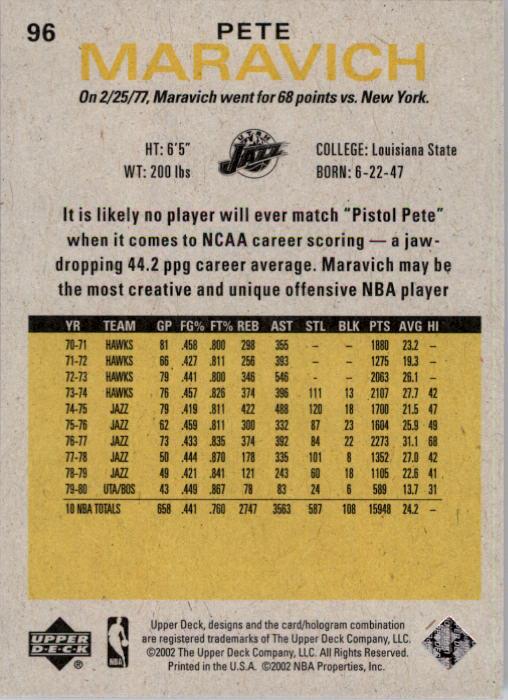 96
PETE
MARAVICH
On 2/25/77, Maravich went for 68 points vs. New York.
HT: 6'5"
WT: 200 lbs
UTAH
JAZZ
COLLEGE: Louisiana State
BORN: 6-22-47
It is likely no player will ever match "Pistol Pete"
when it comes to NCAA career scoring — a jaw-
dropping 44.2 ppg career average. Maravich may be
the most creative and unique offensive NBA player
YR TEAM GP FG% FT% REB AST STL BLK PTS AVG HI
70-71 HAWKS 81 .458 .800 298 355 – – 1880 23.2 –
71-72 HAWKS 66 .427 .811 256 393 – – 1275 19.3 –
72-73 HAWKS 79 .441 .800 346 546 - – 2063 26.1 –
73-74 HAWKS 76 .457 .826 374 396 111 13 2107 27.7 42
74-75 JAZZ 79 .419 .811 422 488 120 18 1700 21.5 47
75-76 JAZZ 62 .459 .811 300 332 87 23 1604 25.9 49
76-77 JAZZ 73 .433 .835 374 392 84 22 2273 31.1 68
77-78 JAZZ 50 .444 .870 178 335 101 8 1352 27.0 42
78-79 JAZZ 49 .421 .841 121 243 60 18 1105 22.6 41
79-80 UTA/BOS 43 .449 .867 78 83 24 6 589 13.7 31
10 NBA TOTALS 658 .441 .760 2747 3563 587 108 15948 24.2 –
UPPER
DECK
®
NBA
Upper Deck, designs and the card/hologram combination
are registered trademarks of The Upper Deck Company, LLC.
©2002 The Upper Deck Company, LLC. All Rights Reserved.
Printed in the U.S.A. ©2002 NBA Properties, Inc.